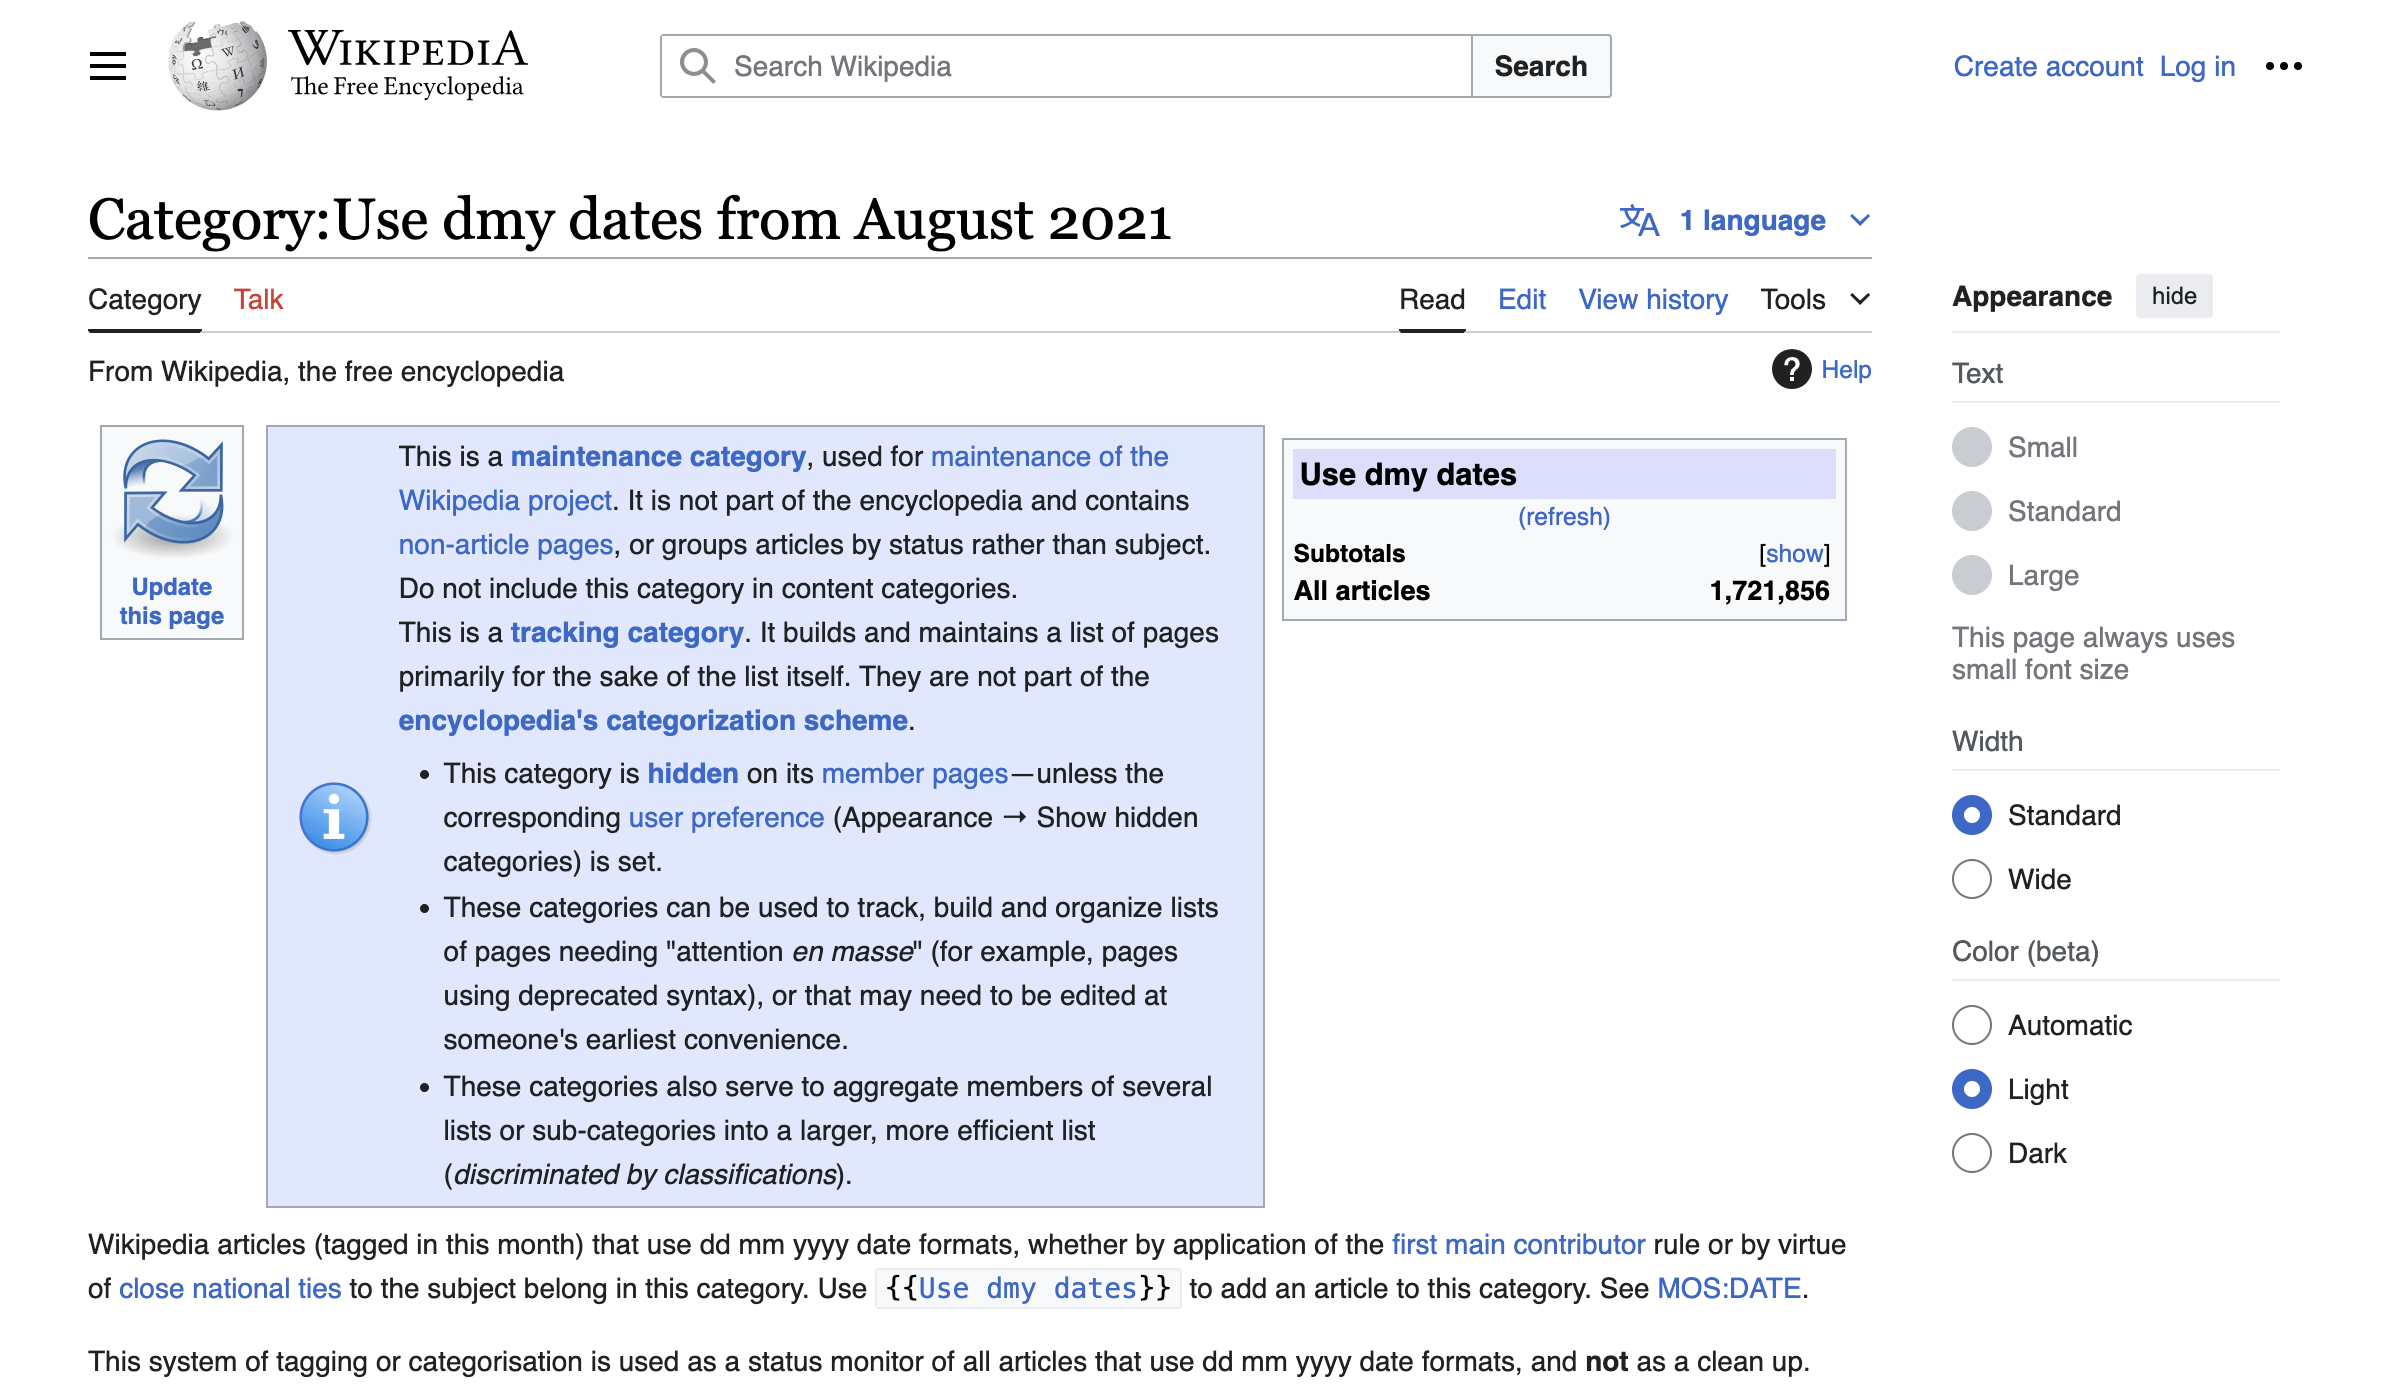 WIKIPEDIA
The Free Encyclopedia
Search Wikipedia
Search
Create account Log in
Category:Use dmy dates from August 2021
1 language
Category Talk
Read Edit View history Tools
From Wikipedia, the free encyclopedia
Help
Update
this page
This is a maintenance category, used for maintenance of the
Wikipedia project. It is not part of the encyclopedia and contains
non-article pages, or groups articles by status rather than subject.
Do not include this category in content categories.
This is a tracking category. It builds and maintains a list of pages
primarily for the sake of the list itself. They are not part of the
encyclopedia's categorization scheme.
• This category is hidden on its member pages—unless the
corresponding user preference (Appearance → Show hidden
categories) is set.
• These categories can be used to track, build and organize lists
of pages needing "attention en masse" (for example, pages
using deprecated syntax), or that may need to be edited at
someone's earliest convenience.
• These categories also serve to aggregate members of several
lists or sub-categories into a larger, more efficient list
(discriminated by classifications).
Use dmy dates
(refresh)
Subtotals [show]
All articles 1,721,856
Wikipedia articles (tagged in this month) that use dd mm yyyy date formats, whether by application of the first main contributor rule or by virtue
of close national ties to the subject belong in this category. Use {{Use dmy dates}} to add an article to this category. See MOS:DATE.
This system of tagging or categorisation is used as a status monitor of all articles that use dd mm yyyy date formats, and not as a clean up.
Appearance hide
Text
Small
Standard
Large
This page always uses
small font size
Width
Standard
Wide
Color (beta)
Automatic
Light
Dark